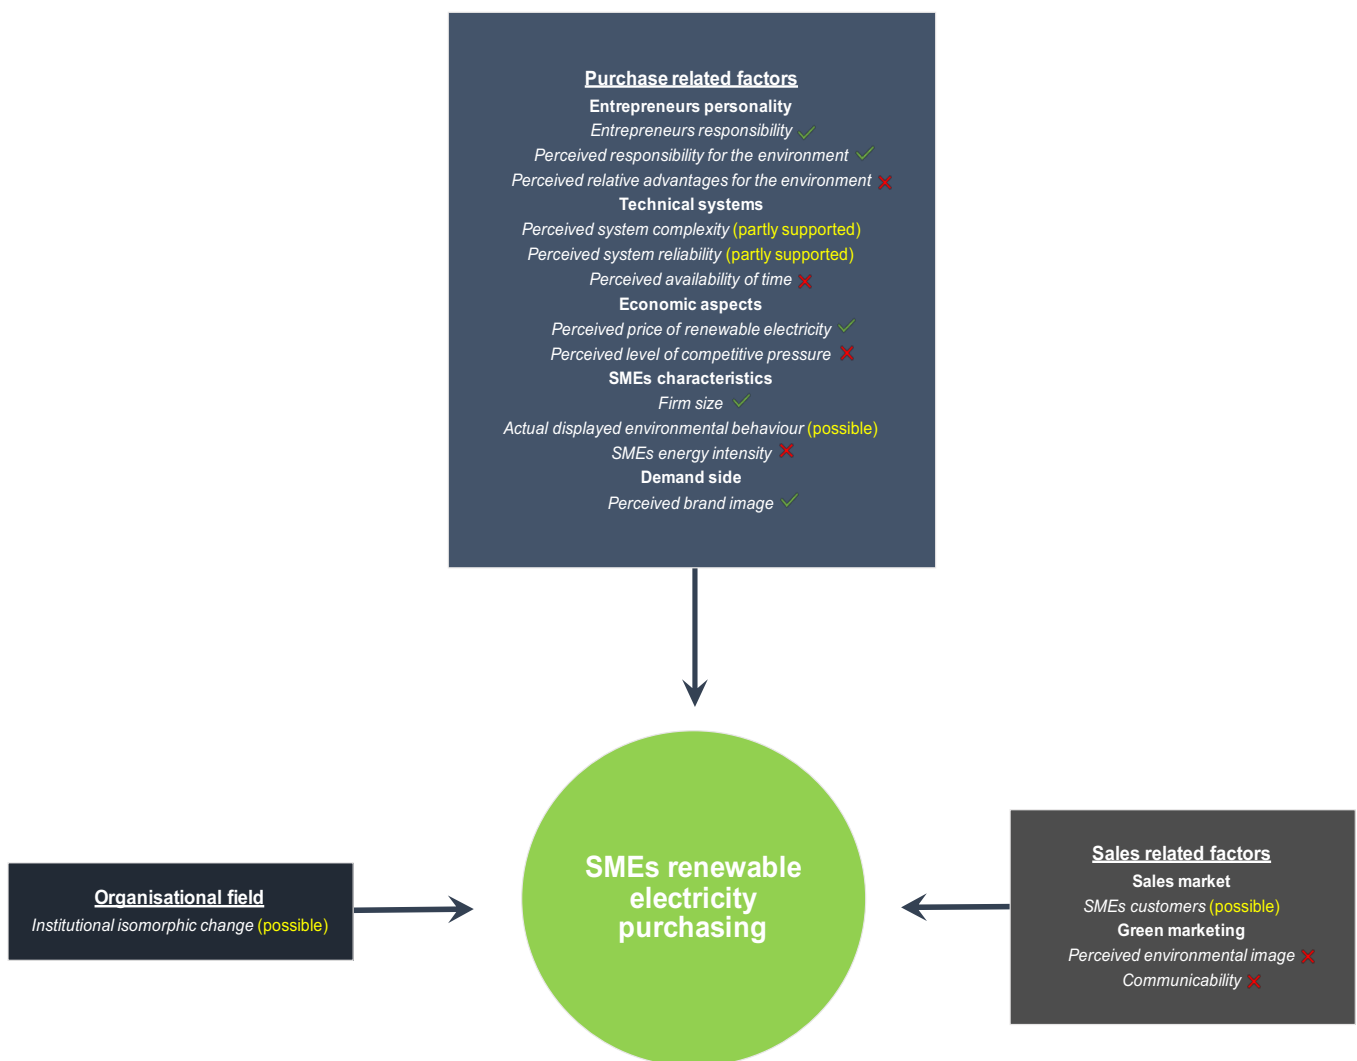 Purchase related factors
Entrepreneurs personality
Entrepreneurs responsibility
Perceived responsibility for the environment
Perceived relative advantages for the environment
Technical systems
Perceived system complexity (partly supported)
Perceived system reliability (partly supported)
Perceived availability of time
Economic aspects
Perceived price of renewable electricity
Perceived level of competitive pressure
SMEs characteristics
Firm size
Actual displayed environmental behaviour (possible)
SMEs energy intensity
Demand side
Perceived brand image
SMEs renewable
electricity
purchasing
Organisational field
Institutional isomorphic change (possible)
Sales related factors
Sales market
SMEs customers (possible)
Green marketing
Perceived environmental image
Communicability